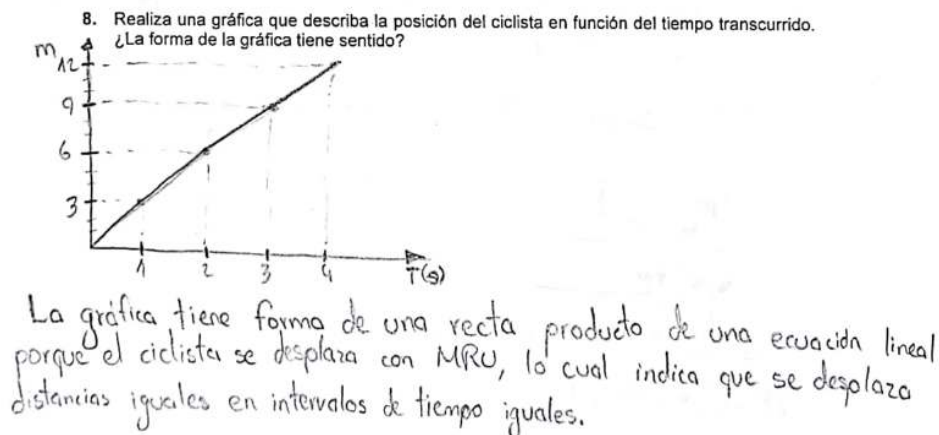 8. Realiza una gráfica que describa la posición del ciclista en función del tiempo transcurrido.
¿La forma de la gráfica tiene sentido?
m
12
9
6
3
1 2 3 4 T(s)
La gráfica tiene forma de una recta producto de una ecuación lineal
porque el ciclista se desplaza con MRU, lo cual indica que se desplaza
distancias iguales en intervalos de tiempo iguales.